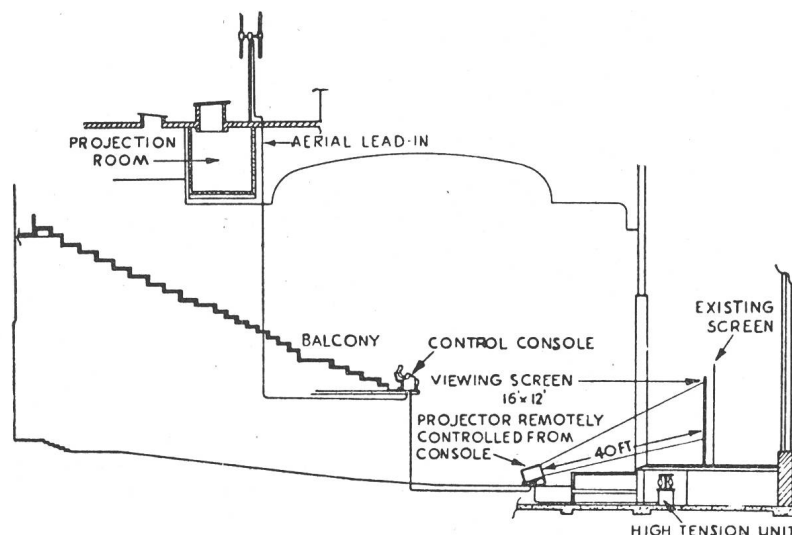 PROJECTION
ROOM
AERIAL LEAD-IN
EXISTING
SCREEN
BALCONY
CONTROL CONSOLE
VIEWING SCREEN
16'x 12'
PROJECTOR REMOTELY
CONTROLLED FROM
CONSOLE
40 FT
HIGH TENSION UNIT